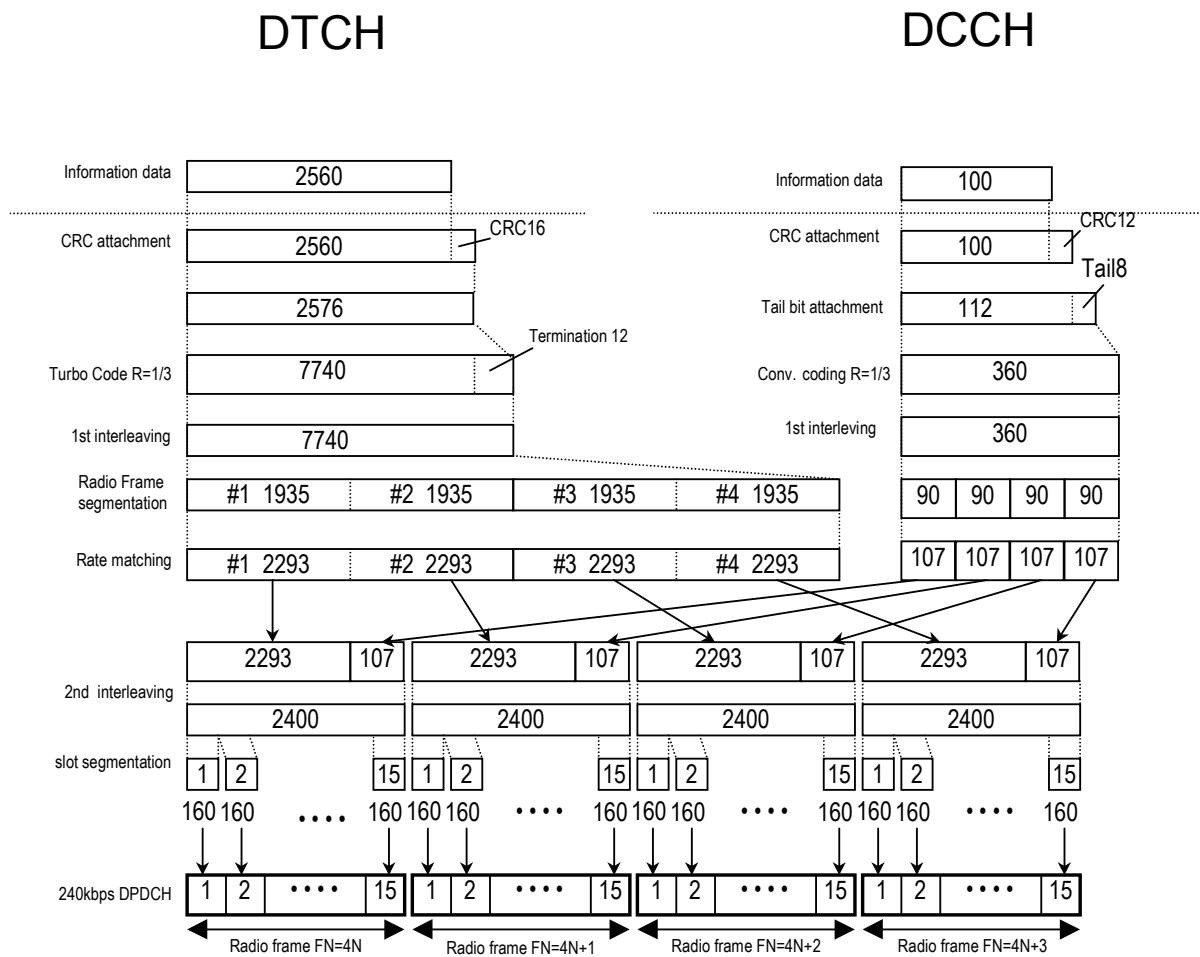 DTCH DCCH
Information data 2560 Information data 100
CRC attachment 2560 CRC16 CRC attachment 100 CRC12
2576 Tail bit attachment 112 Tail8
Turbo Code R=1/3 7740 Termination 12 Conv. coding R=1/3 360
1st interleaving 7740 1st interleving 360
Radio Frame
segmentation #1 1935 #2 1935 #3 1935 #4 1935 90 90 90 90
Rate matching #1 2293 #2 2293 #3 2293 #4 2293 107 107 107 107
2293 107 2293 107 2293 107 2293 107
2nd interleaving
2400 2400 2400 2400
slot segmentation 1 2 15 1 2 15 1 2 15 1 2 15
160 160 •••• 160 160 160 •••• 160 160 160 •••• 160 160 160 •••• 160
240kbps DPDCH 1 2 •••• 15 1 2 •••• 15 1 2 •••• 15 1 2 •••• 15
Radio frame FN=4N Radio frame FN=4N+1 Radio frame FN=4N+2 Radio frame FN=4N+3